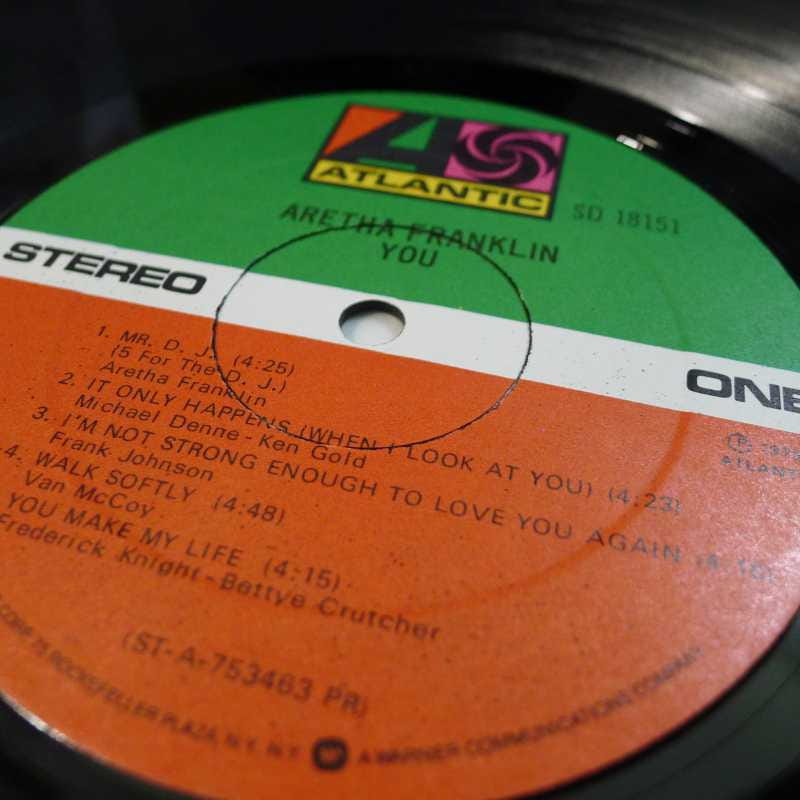 ATLANTIC
SD 18151
ARETHA FRANKLIN
YOU
STEREO
ONE
1. MR. D. J. (4:25)
(5 For The D. J.)
Aretha Franklin
2. IT ONLY HAPPENS (WHEN I LOOK AT YOU) (4:23)
Michael Denne - Ken Gold
3. I'M NOT STRONG ENOUGH TO LOVE YOU AGAIN
Frank Johnson
4. WALK SOFTLY (4:48)
Van McCoy
YOU MAKE MY LIFE (4:15)
Frederick Knight - Bettye Crutcher
(ST-A-753463 PR)
CORP. 75 ROCKEFELLER PLAZA, N.Y., N.Y. A WARNER COMMUNICATIONS COMPANY